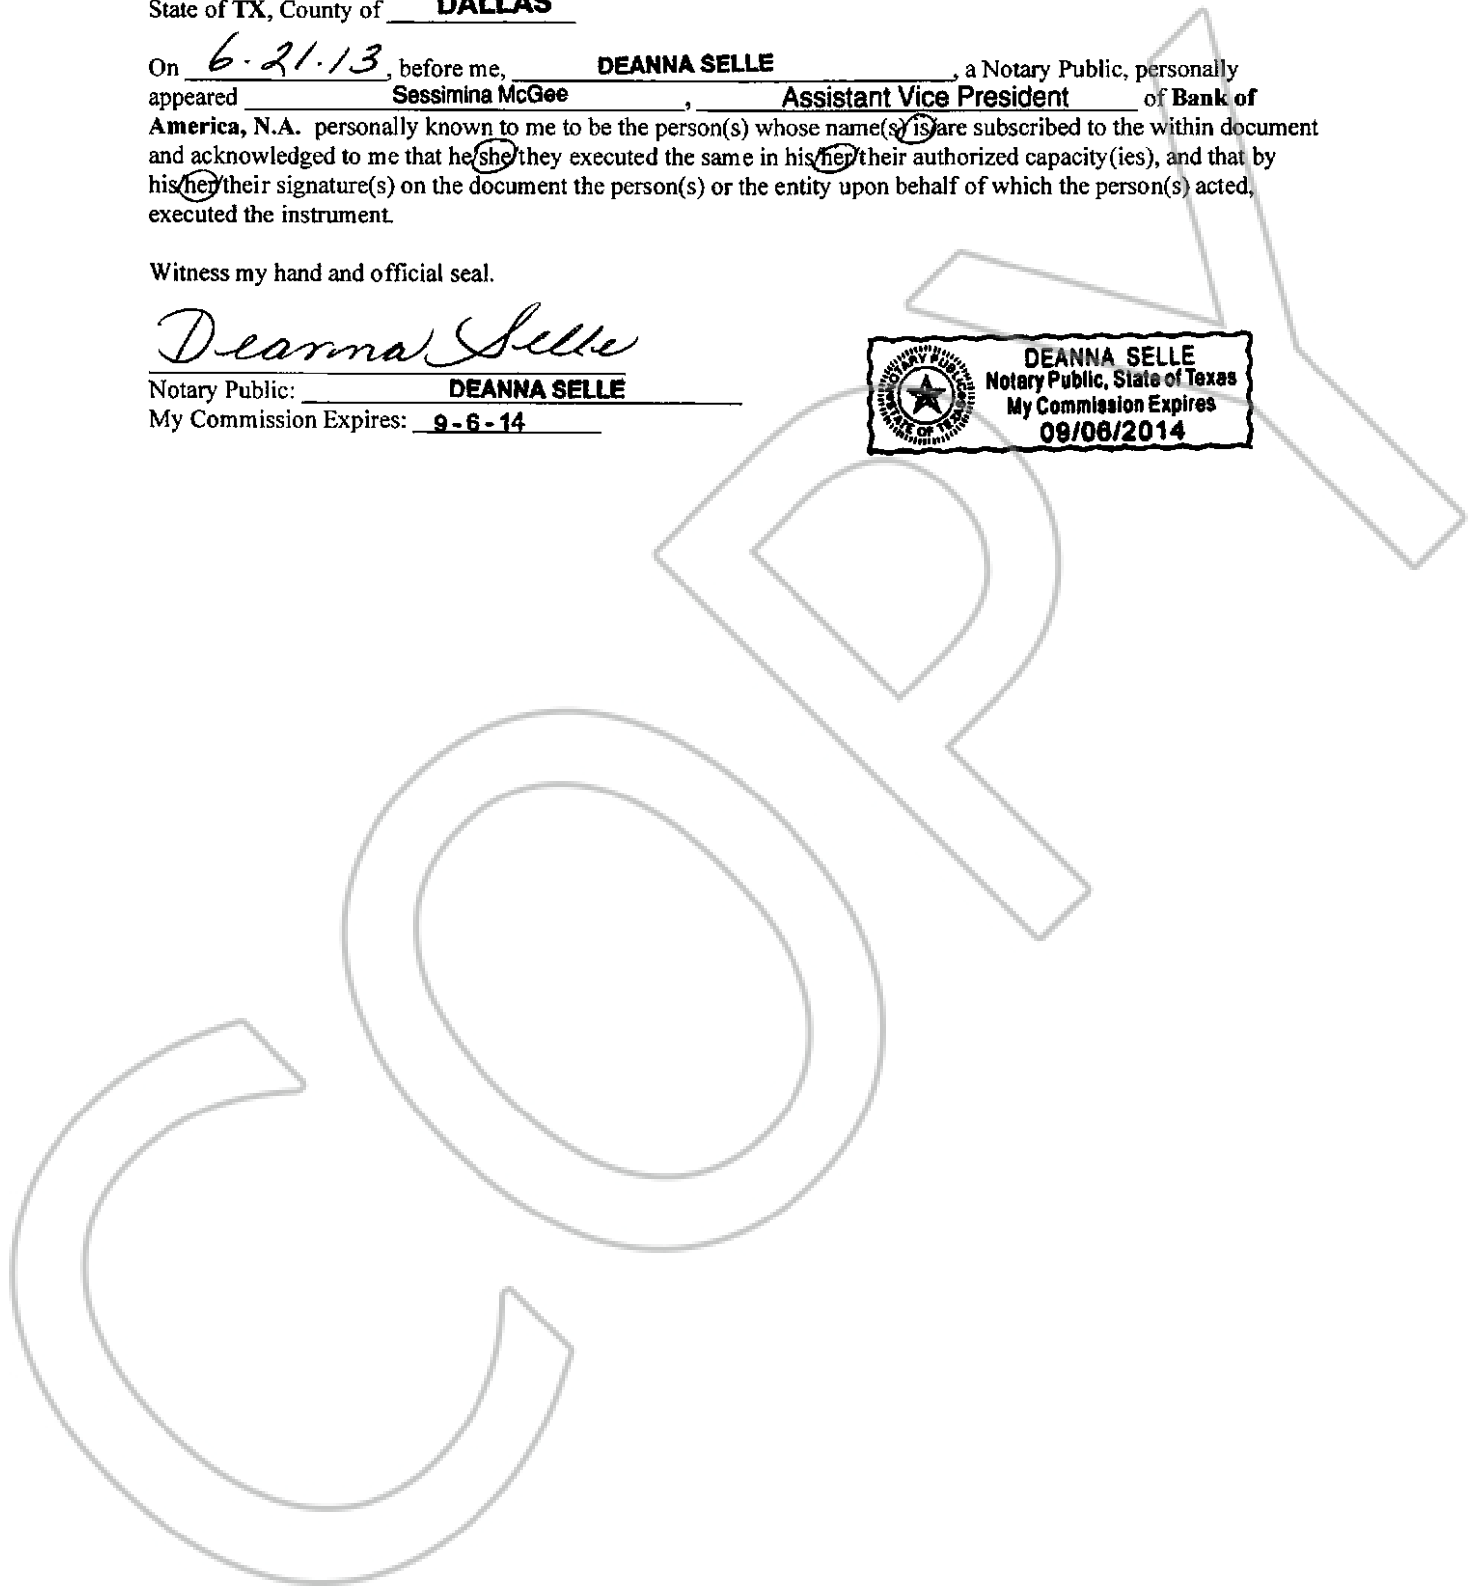 State of TX, County of DALLAS
On 6·21·13, before me, DEANNA SELLE, a Notary Public, personally
appeared Sessimina McGee, Assistant Vice President of Bank of
America, N.A. personally known to me to be the person(s) whose name(s) is/are subscribed to the within document
and acknowledged to me that he/she/they executed the same in his/her/their authorized capacity(ies), and that by
his/her/their signature(s) on the document the person(s) or the entity upon behalf of which the person(s) acted,
executed the instrument.
Witness my hand and official seal.
Deanna Selle
Notary Public: DEANNA SELLE
My Commission Expires: 9-6-14
NOTARY PUBLIC
STATE OF TEXAS
DEANNA SELLE
Notary Public, State of Texas
My Commission Expires
09/06/2014
COPY